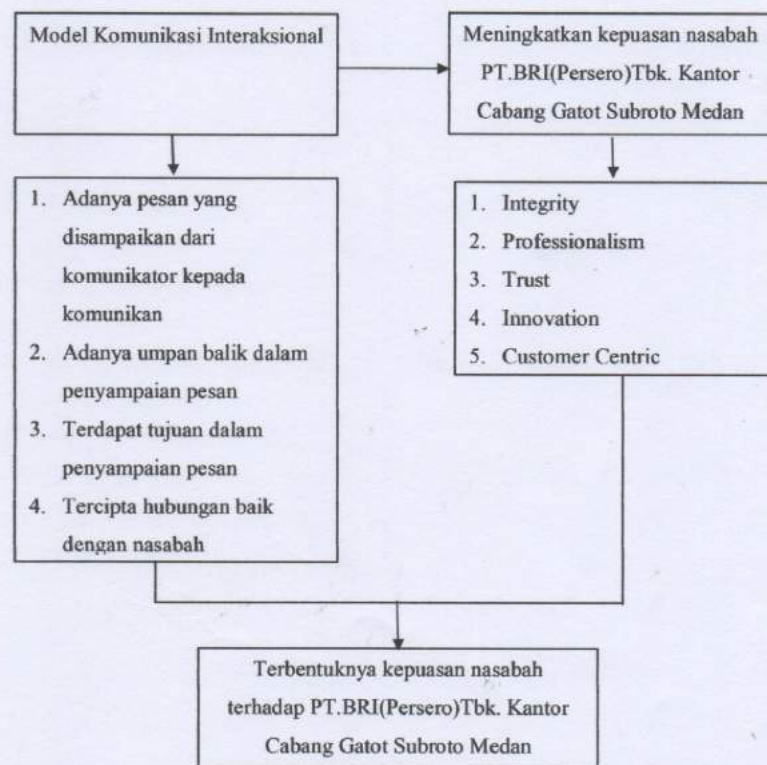 Model Komunikasi Interaksional
Meningkatkan kepuasan nasabah
PT.BRI(Persero)Tbk. Kantor
Cabang Gatot Subroto Medan
1. Adanya pesan yang
disampaikan dari
komunikator kepada
komunikan
2. Adanya umpan balik dalam
penyampaian pesan
3. Terdapat tujuan dalam
penyampaian pesan
4. Tercipta hubungan baik
dengan nasabah
1. Integrity
2. Professionalism
3. Trust
4. Innovation
5. Customer Centric
Terbentuknya kepuasan nasabah
terhadap PT.BRI(Persero)Tbk. Kantor
Cabang Gatot Subroto Medan